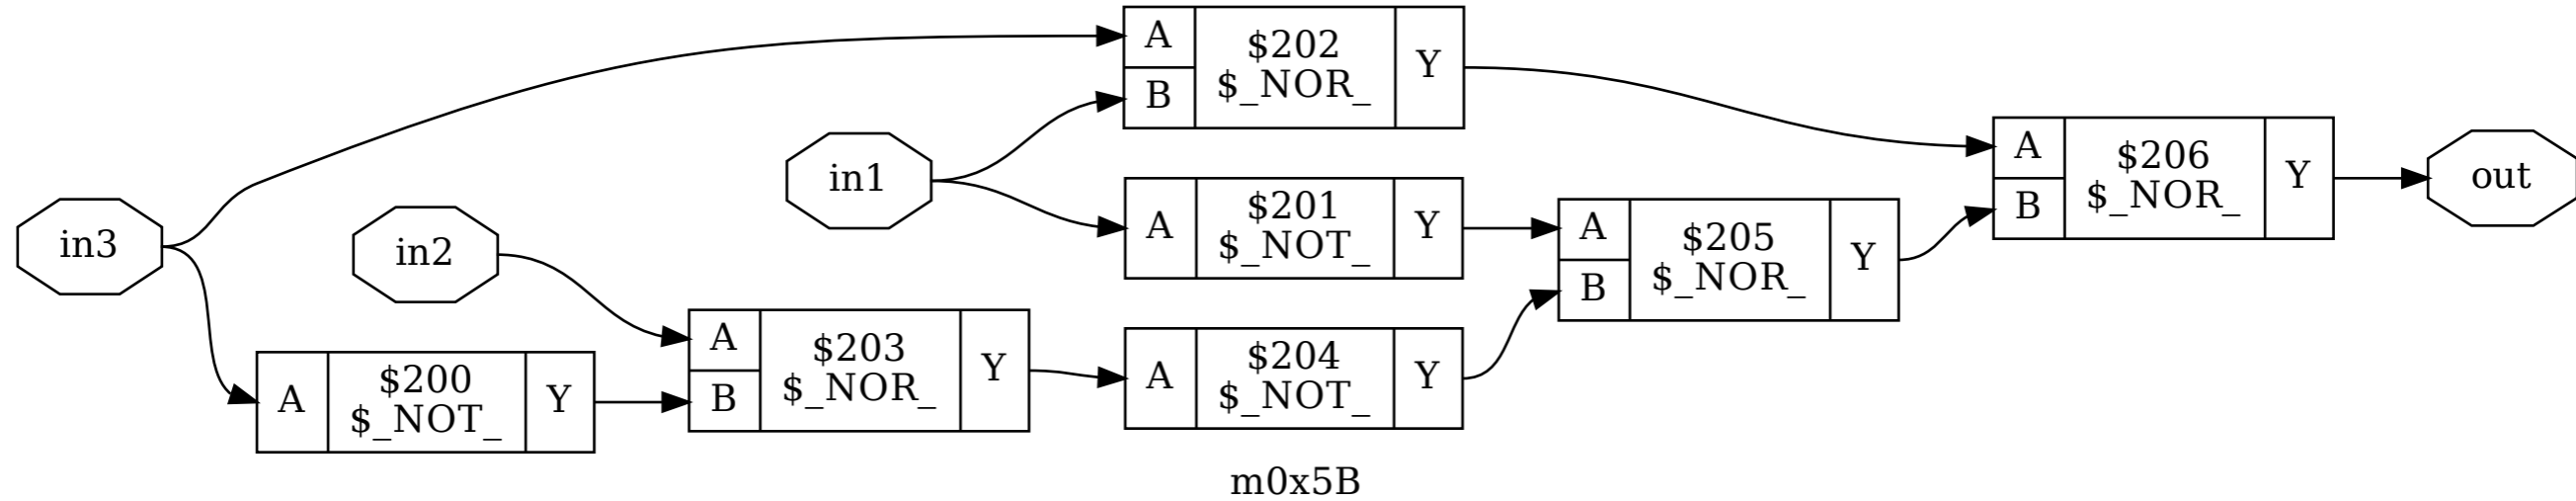 in3
in2
in1
A
$200
$_NOT_
Y
A
B
$203
$_NOR_
Y
A
B
$202
$_NOR_
Y
A
$201
$_NOT_
Y
A
$204
$_NOT_
Y
A
B
$205
$_NOR_
Y
A
B
$206
$_NOR_
Y
out
m0x5B